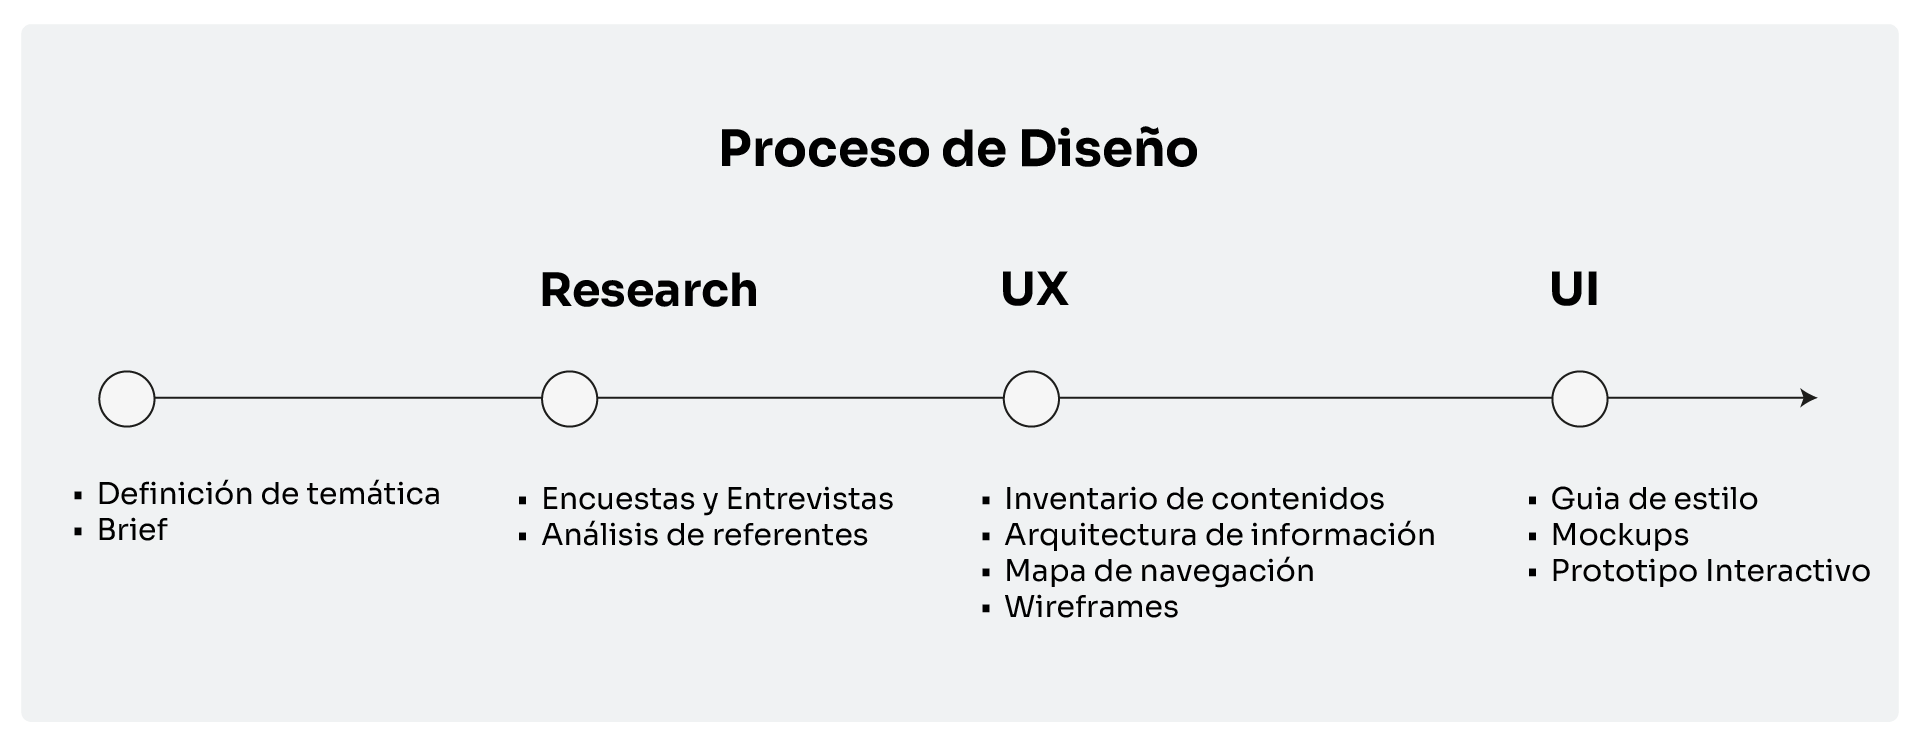 Proceso de Diseño
Research
UX
UI
▪ Definición de temática
▪ Brief
▪ Encuestas y Entrevistas
▪ Análisis de referentes
▪ Inventario de contenidos
▪ Arquitectura de información
▪ Mapa de navegación
▪ Wireframes
▪ Guia de estilo
▪ Mockups
▪ Prototipo Interactivo